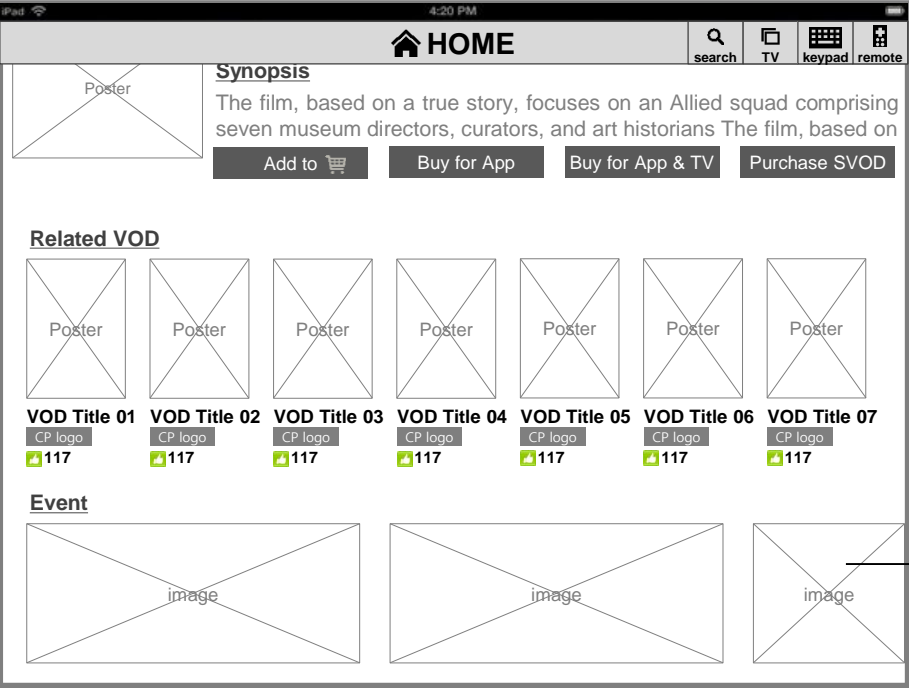 iPad 4:20 PM
HOME
search TV keypad remote
Poster
Synopsis
The film, based on a true story, focuses on an Allied squad comprising
seven museum directors, curators, and art historians The film, based on
Add to Buy for App Buy for App & TV Purchase SVOD
Related VOD
Poster Poster Poster Poster Poster Poster Poster
VOD Title 01 VOD Title 02 VOD Title 03 VOD Title 04 VOD Title 05 VOD Title 06 VOD Title 07
CP logo CP logo CP logo CP logo CP logo CP logo CP logo
117 117 117 117 117 117 117
Event
image image image